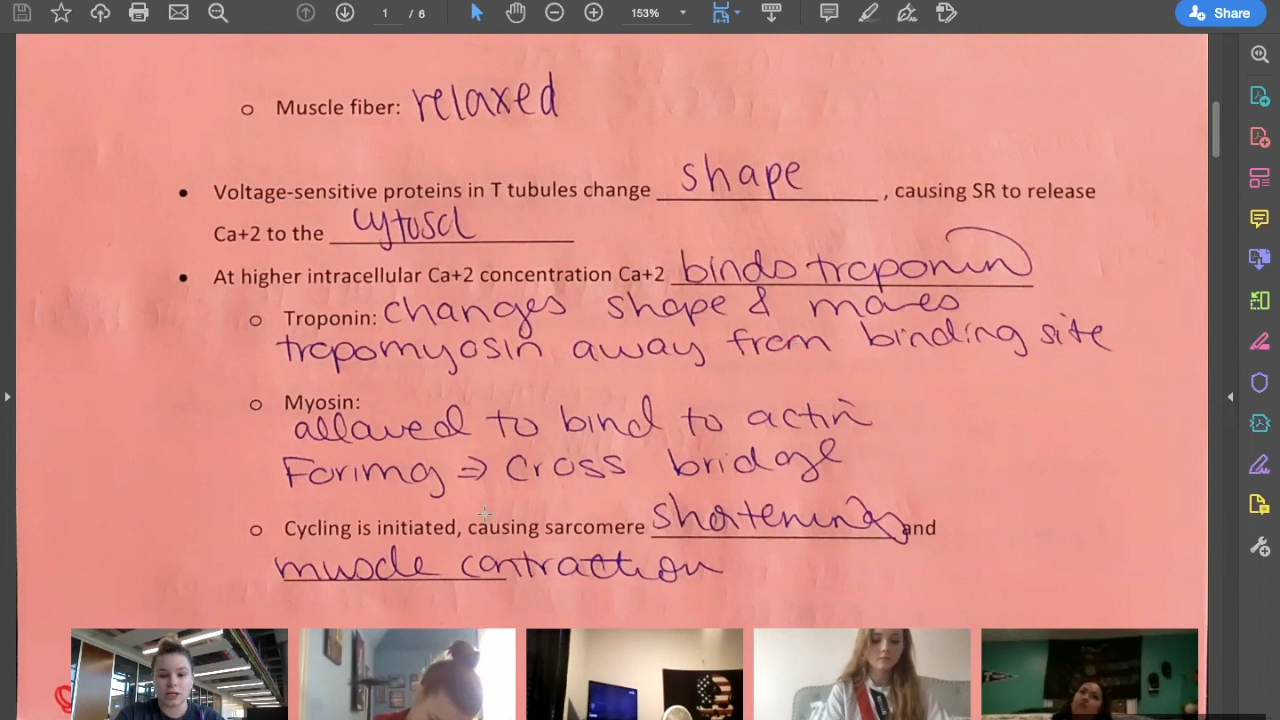 1 / 6
153%
Share
o Muscle fiber: relaxed
• Voltage-sensitive proteins in T tubules change shape, causing SR to release
Ca+2 to the cytosol
• At higher intracellular Ca+2 concentration Ca+2 binds troponin
o Troponin: changes shape & moves
tropomyosin away from binding site
o Myosin:
allowed to bind to actin
Forimg ⇒ cross bridge
o Cycling is initiated, causing sarcomere shortening and
muscle contraction